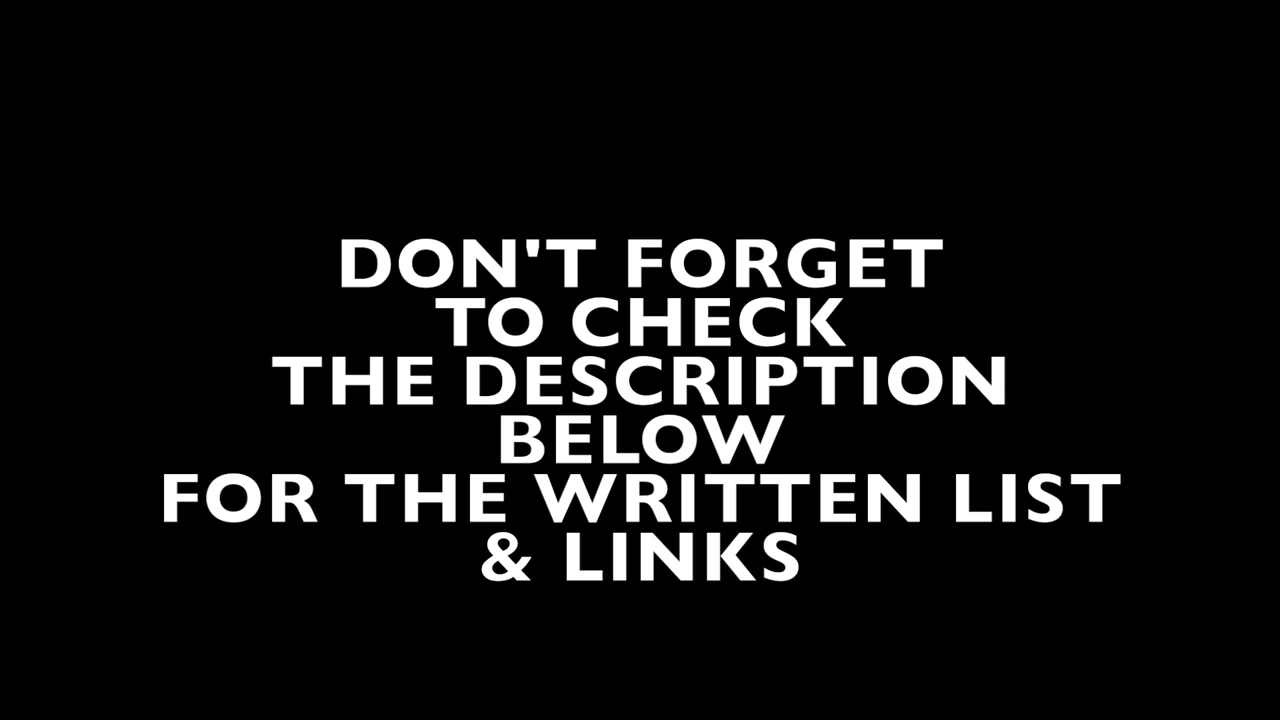 DON'T FORGET
TO CHECK
THE DESCRIPTION
BELOW
FOR THE WRITTEN LIST
& LINKS